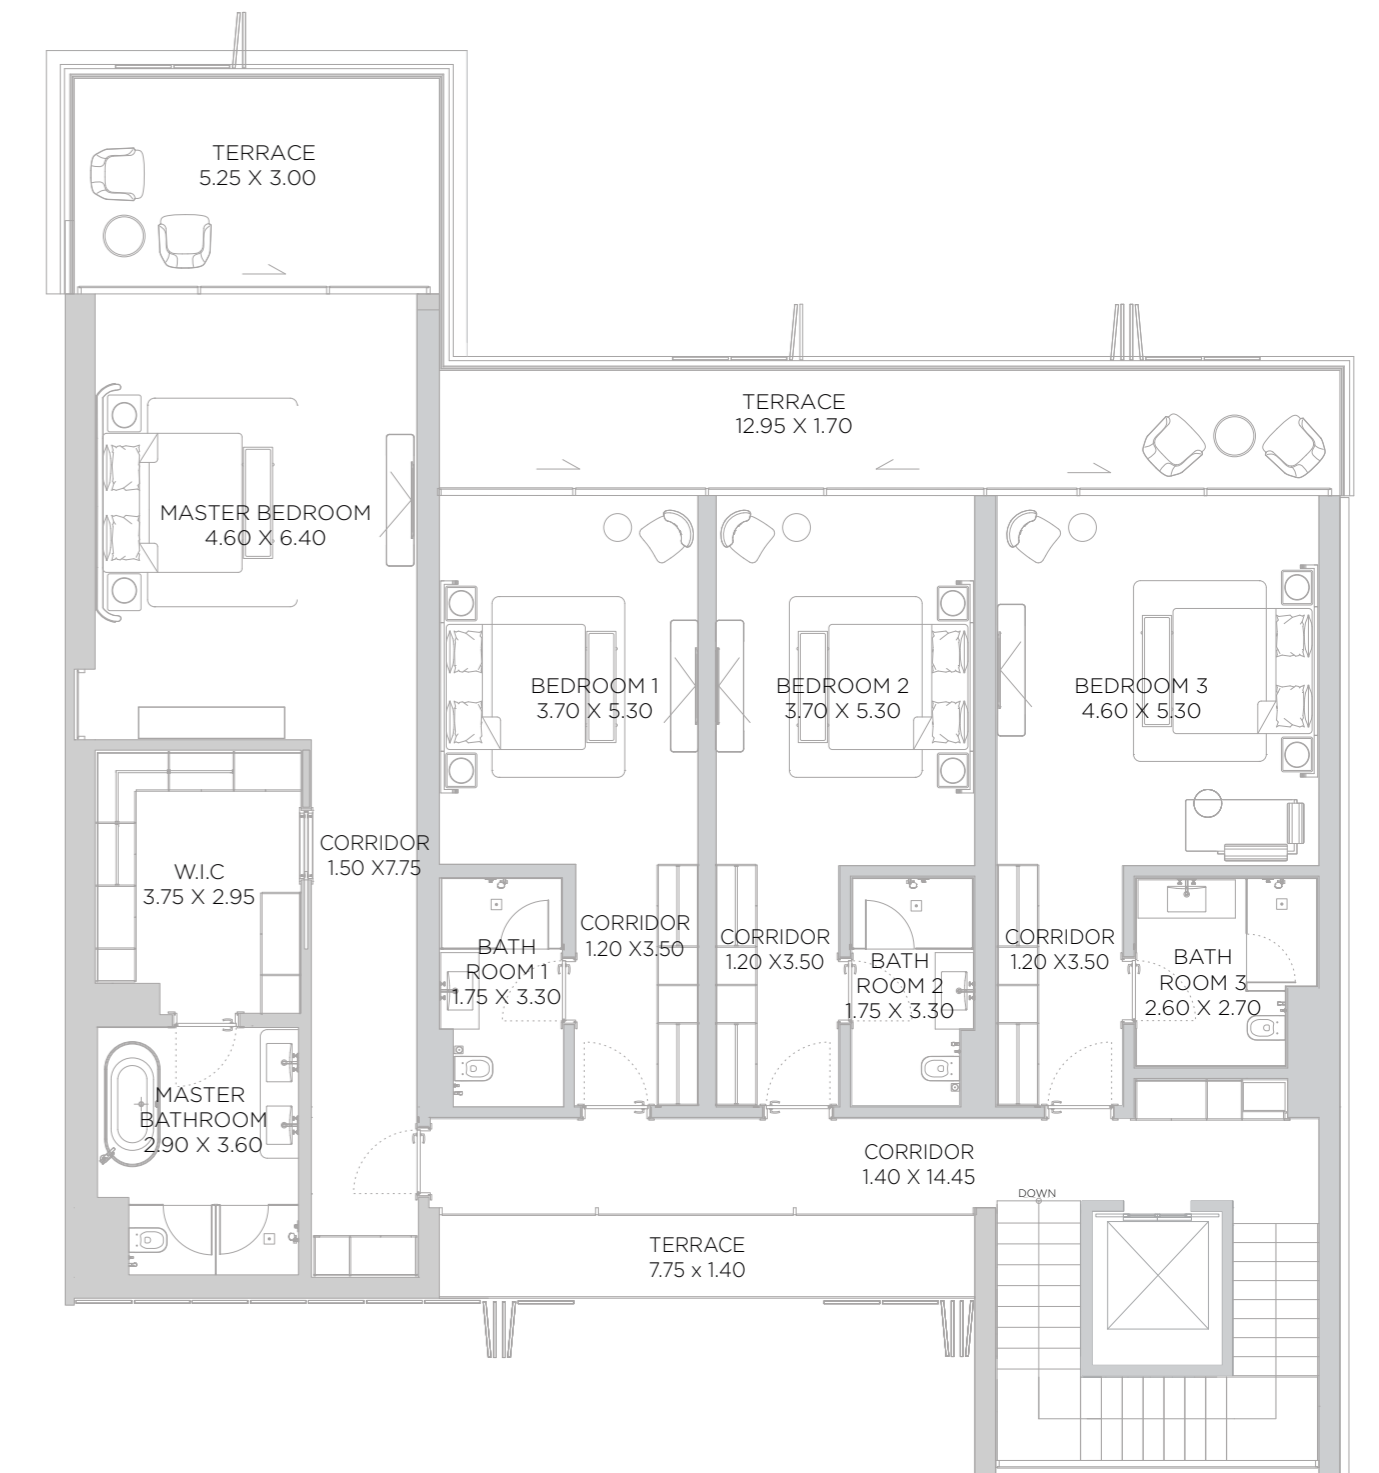 TERRACE
5.25 X 3.00
TERRACE
12.95 X 1.70
MASTER BEDROOM
4.60 X 6.40
BEDROOM 1
3.70 X 5.30
BEDROOM 2
3.70 X 5.30
BEDROOM 3
4.60 X 5.30
CORRIDOR
1.50 X7.75
W.I.C
3.75 X 2.95
CORRIDOR
1.20 X3.50
CORRIDOR
1.20 X3.50
CORRIDOR
1.20 X3.50
BATH
ROOM 1
1.75 X 3.30
BATH
ROOM 2
1.75 X 3.30
BATH
ROOM 3
2.60 X 2.70
MASTER
BATHROOM
2.90 X 3.60
CORRIDOR
1.40 X 14.45
DOWN
TERRACE
7.75 x 1.40